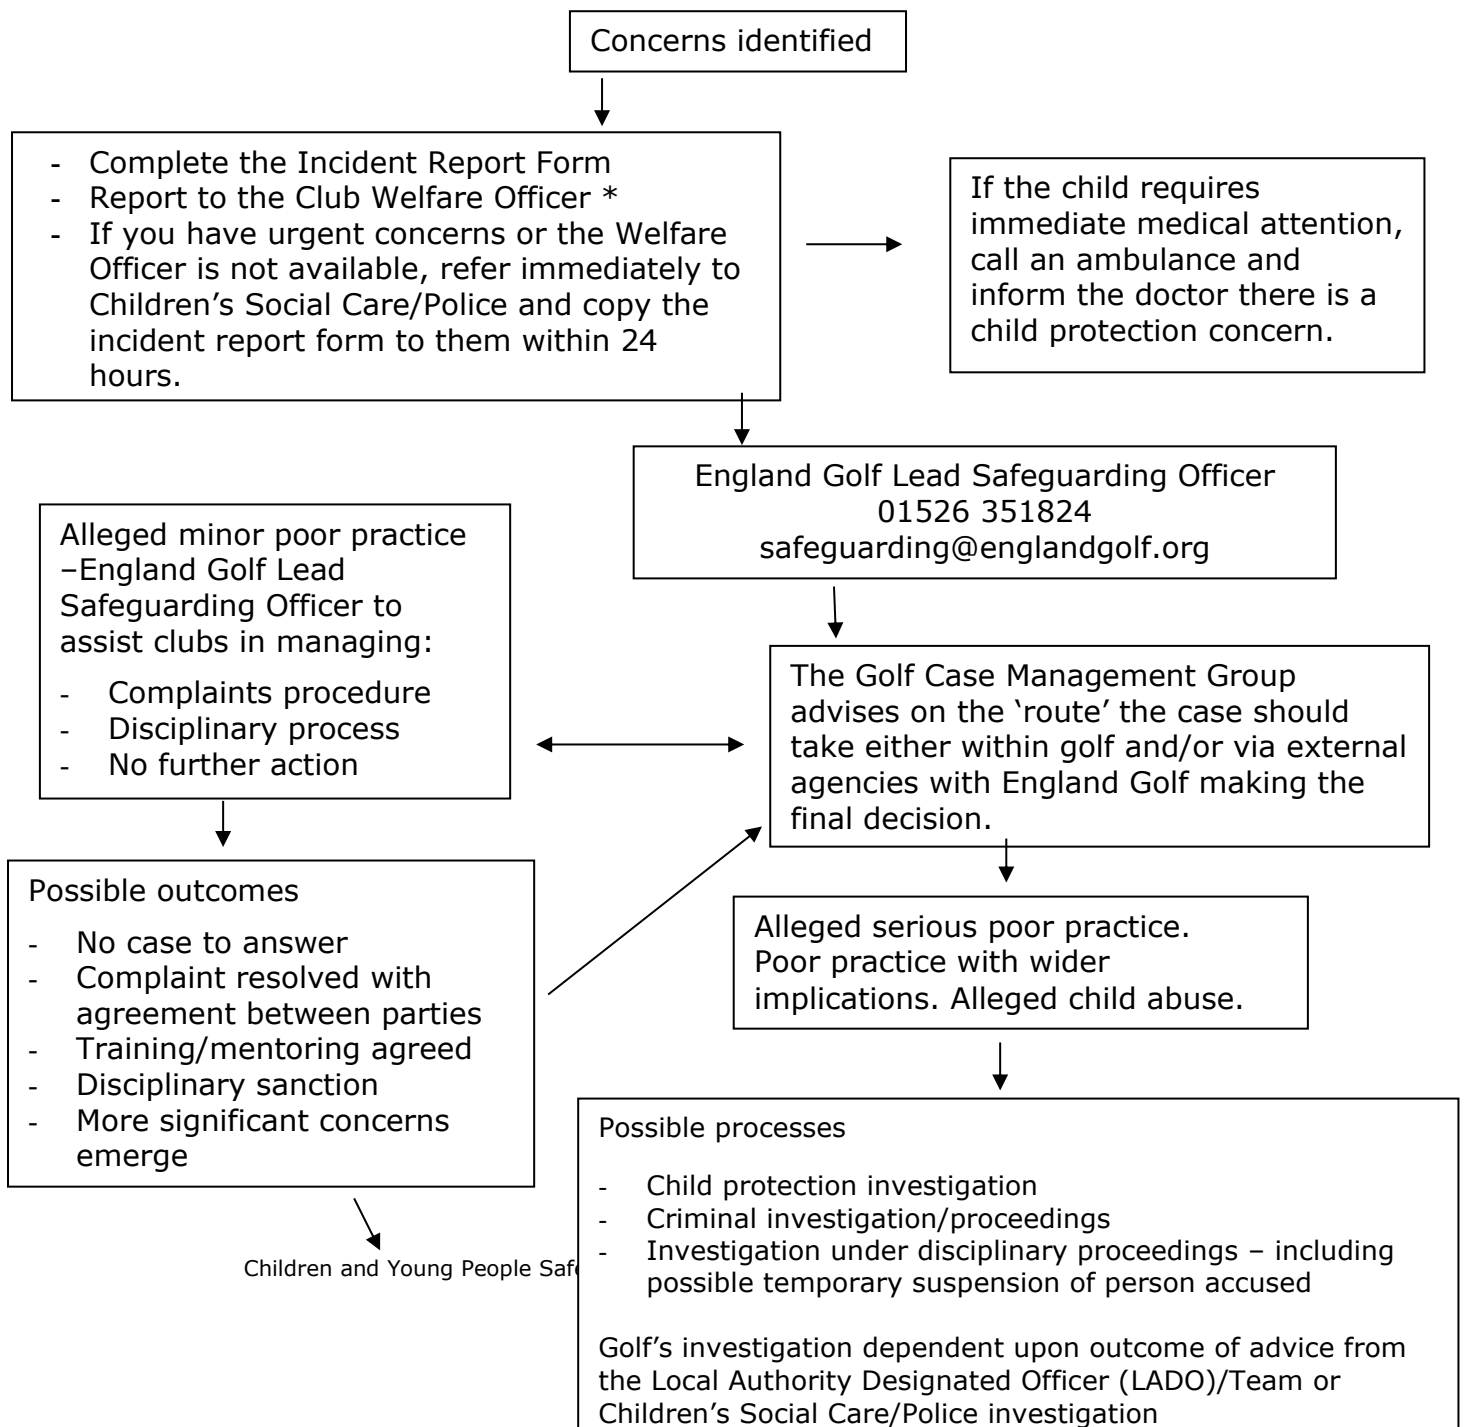 Concerns identified
- Complete the Incident Report Form
- Report to the Club Welfare Officer *
- If you have urgent concerns or the Welfare
Officer is not available, refer immediately to
Children’s Social Care/Police and copy the
incident report form to them within 24
hours.
If the child requires
immediate medical attention,
call an ambulance and
inform the doctor there is a
child protection concern.
England Golf Lead Safeguarding Officer
01526 351824
safeguarding@englandgolf.org
Alleged minor poor practice
–England Golf Lead
Safeguarding Officer to
assist clubs in managing:
- Complaints procedure
- Disciplinary process
- No further action
The Golf Case Management Group
advises on the ‘route’ the case should
take either within golf and/or via external
agencies with England Golf making the
final decision.
Possible outcomes
- No case to answer
- Complaint resolved with
agreement between parties
- Training/mentoring agreed
- Disciplinary sanction
- More significant concerns
emerge
Alleged serious poor practice.
Poor practice with wider
implications. Alleged child abuse.
Possible processes
- Child protection investigation
- Criminal investigation/proceedings
- Investigation under disciplinary proceedings – including
possible temporary suspension of person accused
Golf’s investigation dependent upon outcome of advice from
the Local Authority Designated Officer (LADO)/Team or
Children’s Social Care/Police investigation
Children and Young People